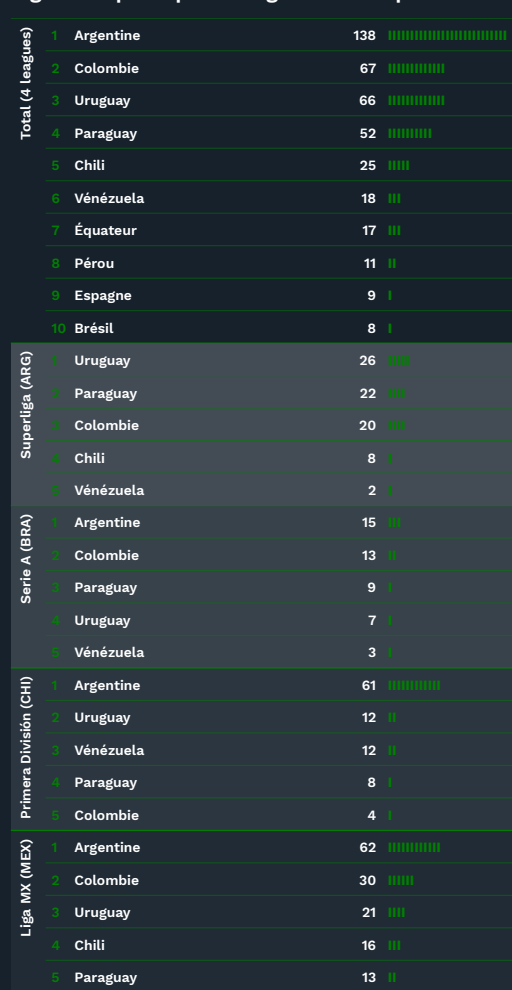 Total (4 leagues)
1 Argentine 138
2 Colombie 67
3 Uruguay 66
4 Paraguay 52
5 Chili 25
6 Vénézuela 18
7 Équateur 17
8 Pérou 11
9 Espagne 9
10 Brésil 8
Superliga (ARG)
1 Uruguay 26
2 Paraguay 22
3 Colombie 20
4 Chili 8
5 Vénézuela 2
Serie A (BRA)
1 Argentine 15
2 Colombie 13
3 Paraguay 9
4 Uruguay 7
5 Vénézuela 3
Primera División (CHI)
1 Argentine 61
2 Uruguay 12
3 Vénézuela 12
4 Paraguay 8
5 Colombie 4
Liga MX (MEX)
1 Argentine 62
2 Colombie 30
3 Uruguay 21
4 Chili 16
5 Paraguay 13